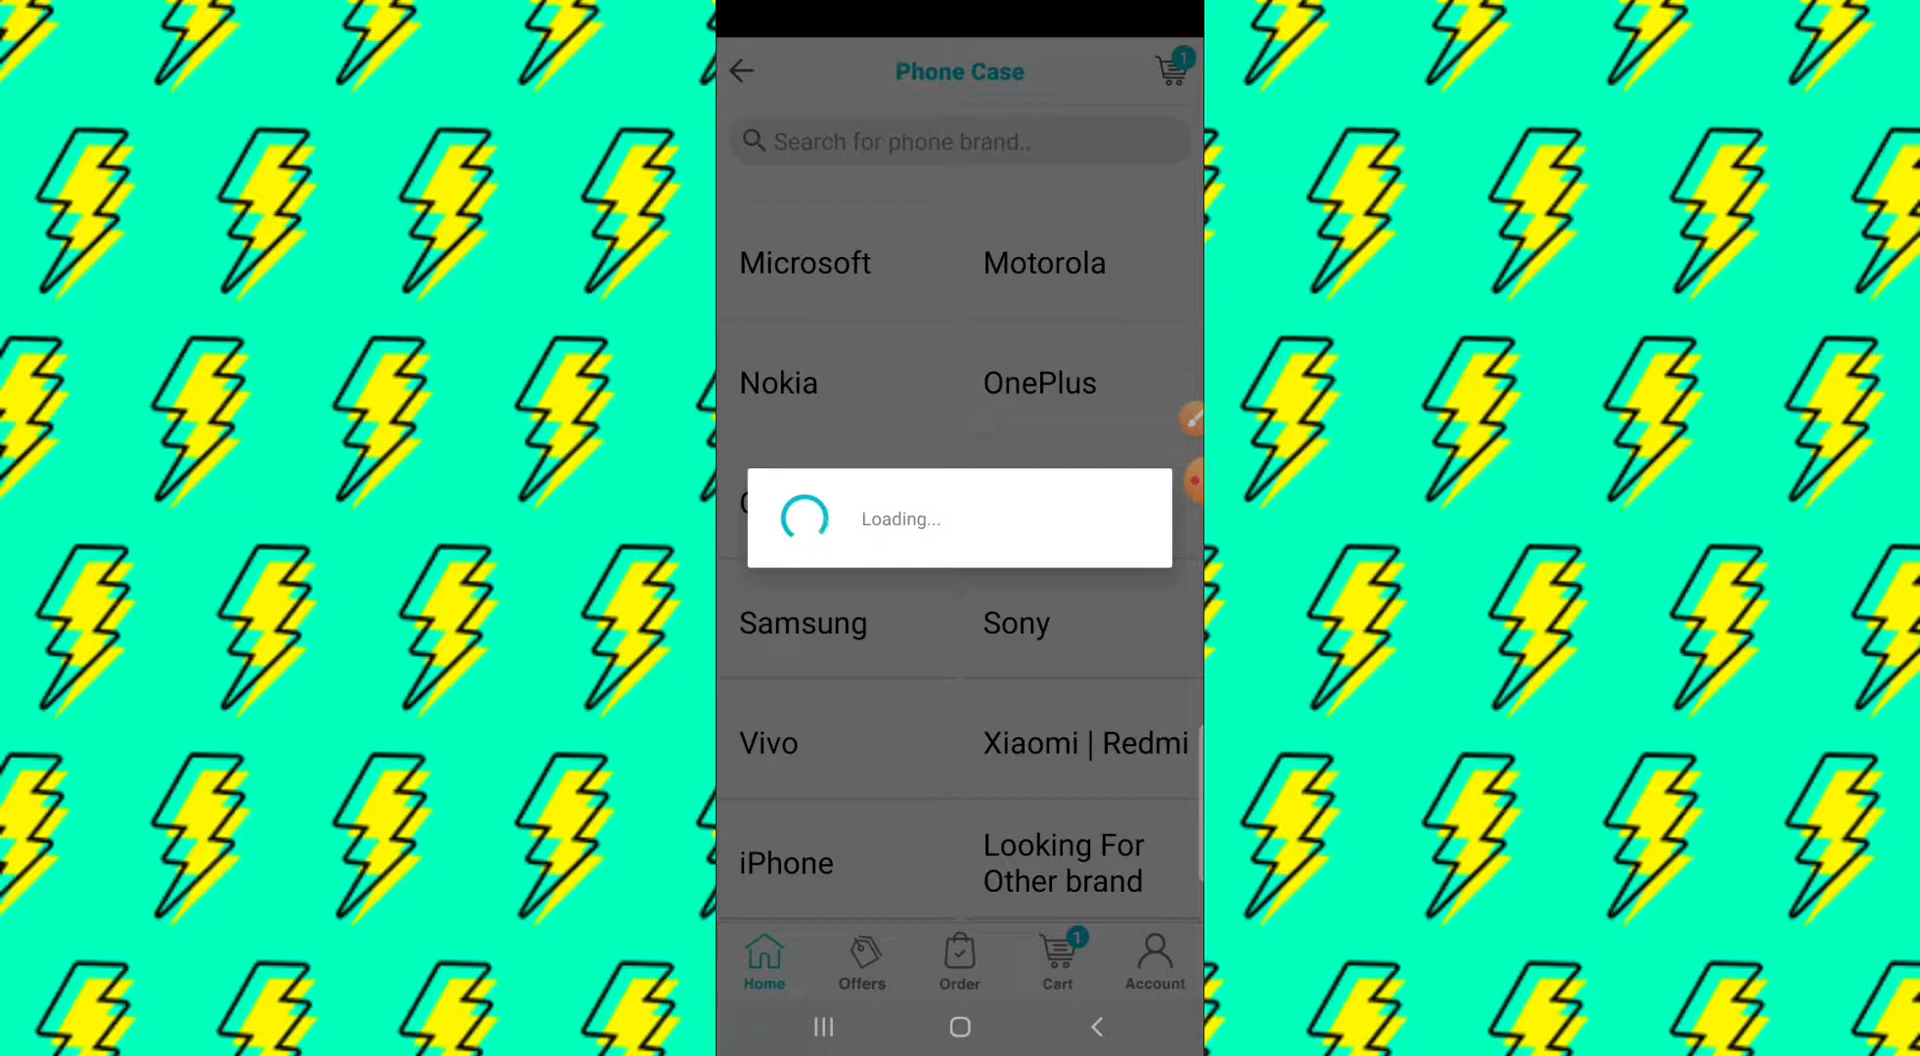 Phone Case
1
Search for phone brand..
Microsoft
Motorola
Nokia
OnePlus
Loading...
Samsung
Sony
Vivo
Xiaomi | Redmi
iPhone
Looking For
Other brand
1
Home
Offers
Order
Cart
Account